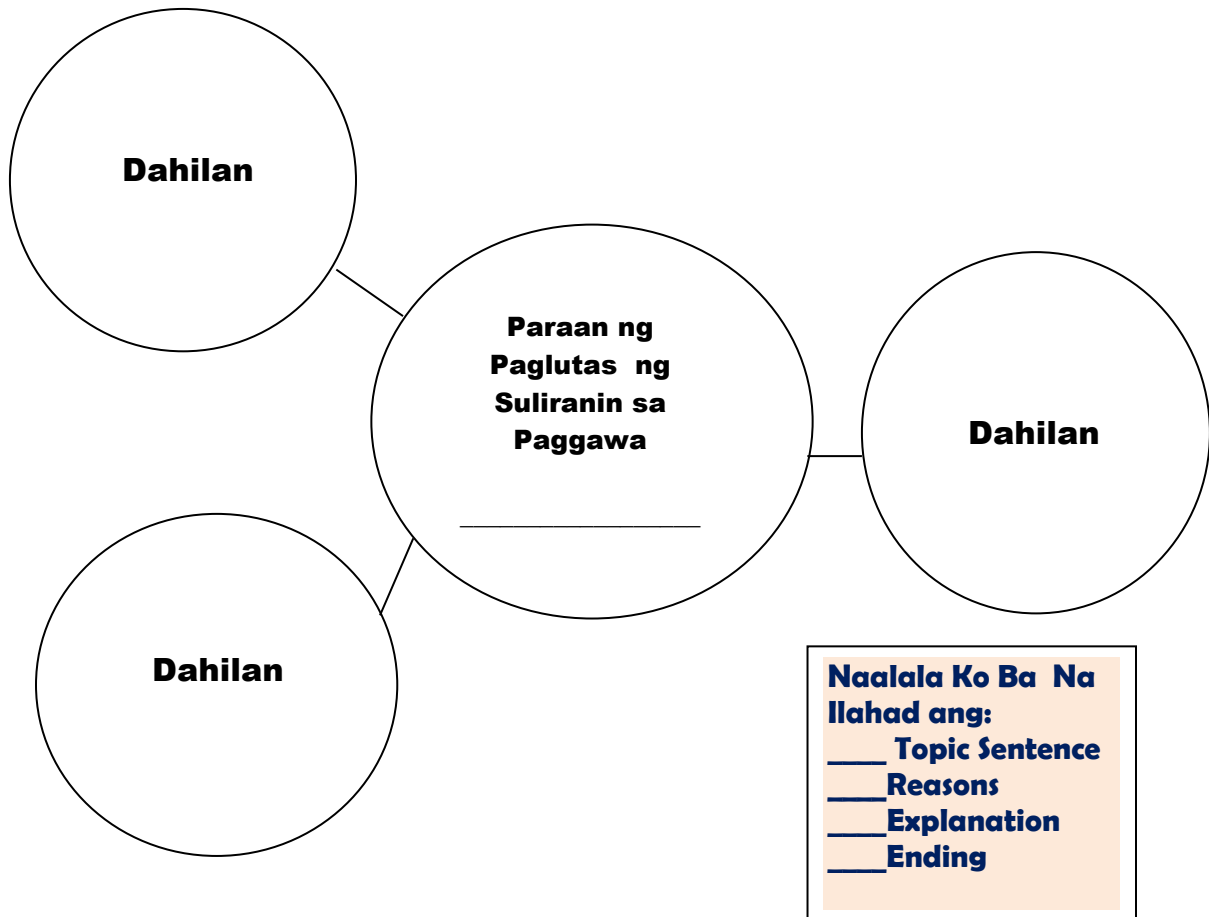 Dahilan
Paraan ng
Paglutas ng
Suliranin sa
Paggawa
__________________
Dahilan
Dahilan
Naalala Ko Ba Na
Ilahad ang:
____ Topic Sentence
____Reasons
____Explanation
____Ending